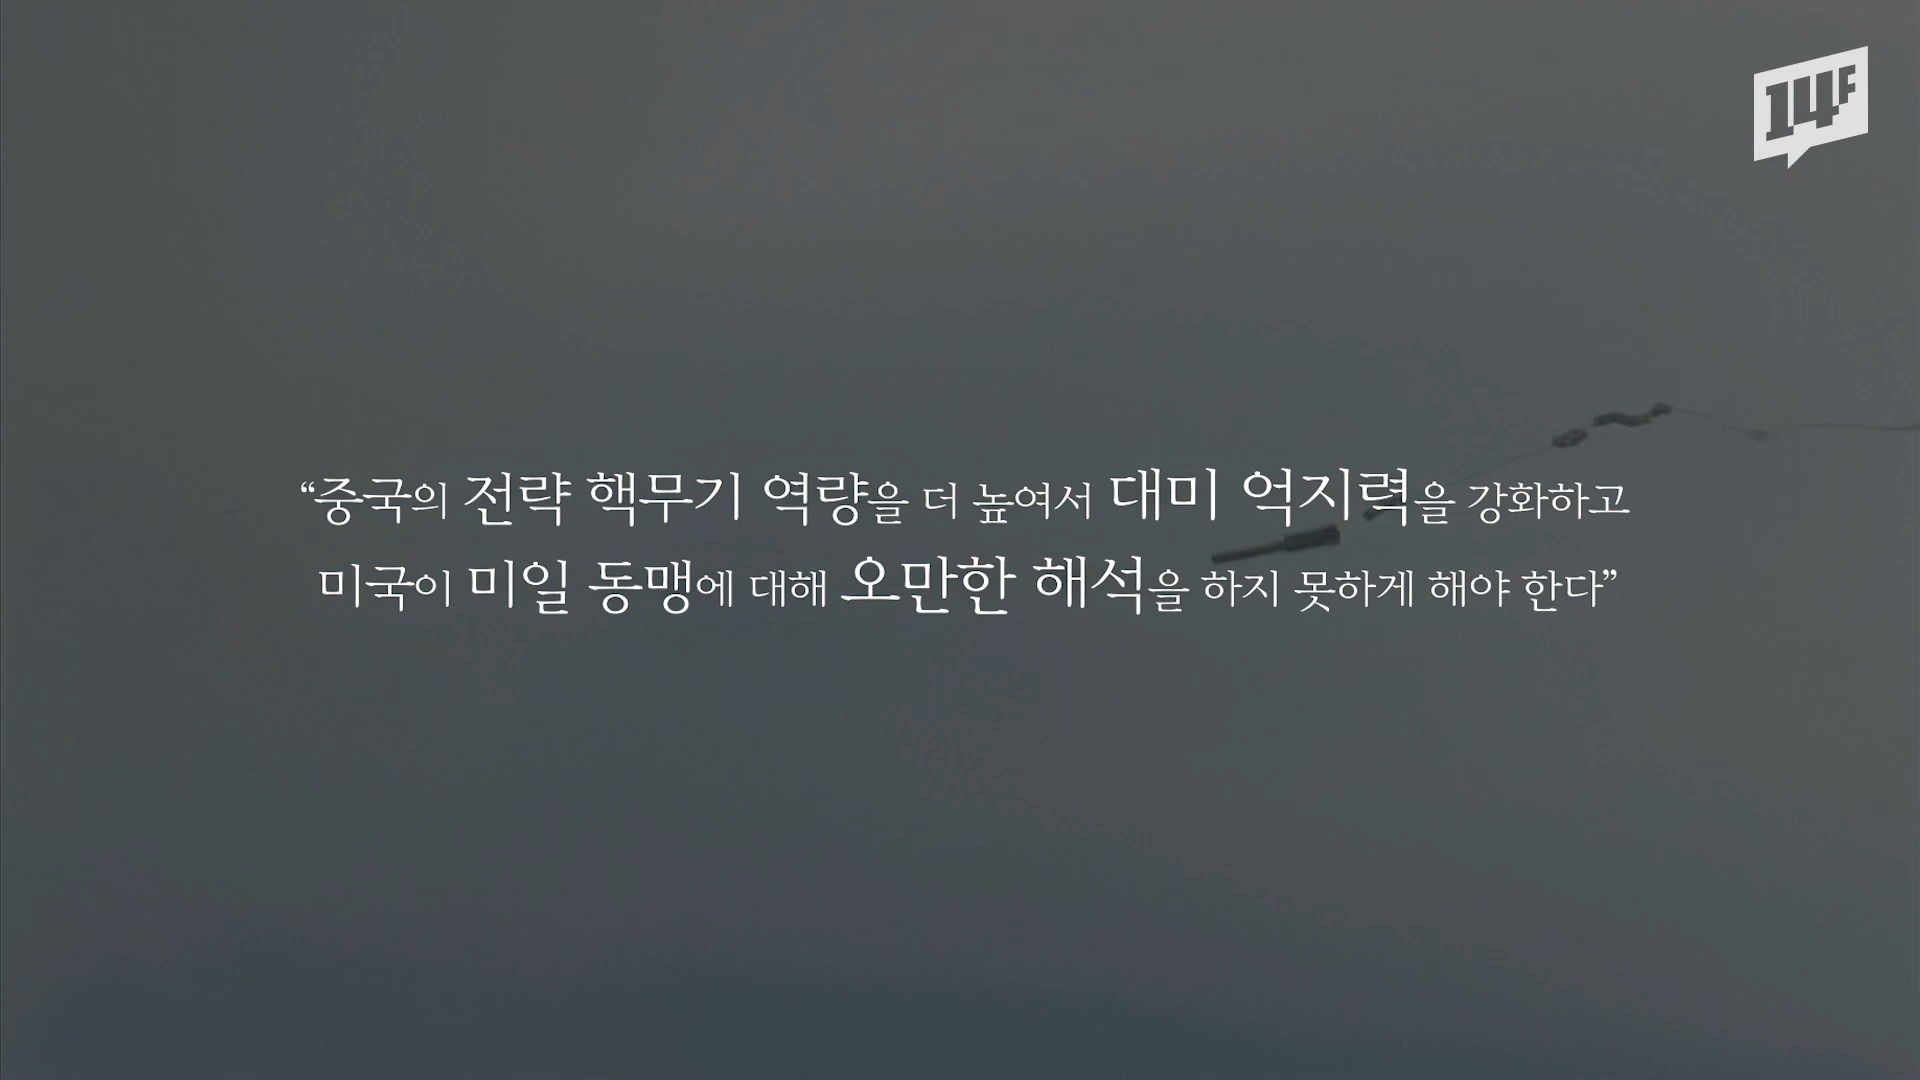 14F
“중국의 전략 핵무기 역량을 더 높여서 대미 억지력을 강화하고
미국이 미일 동맹에 대해 오만한 해석을 하지 못하게 해야 한다”